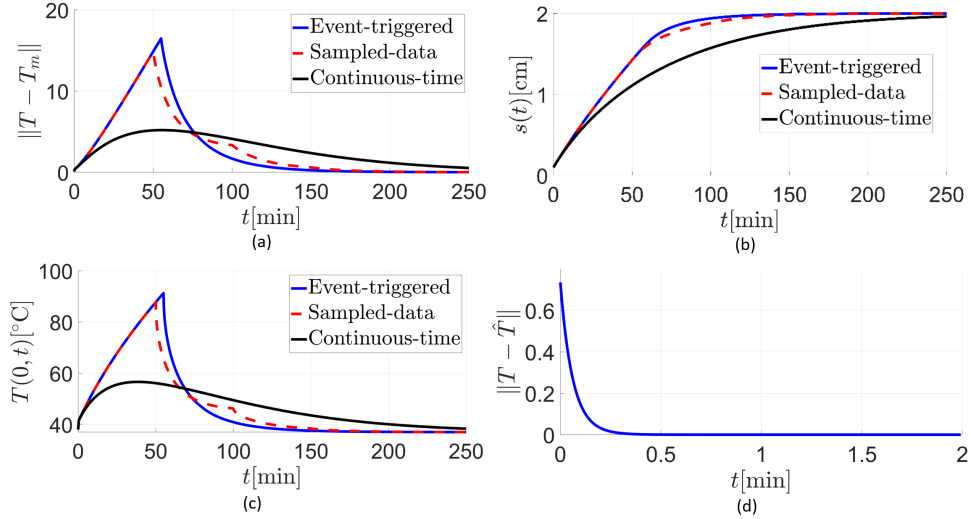 20
10
0
‖T − T_m‖
Event-triggered
Sampled-data
Continuous-time
0 50 100 150 200 250
t[min]
(a)
2
1
0
s(t)[cm]
Event-triggered
Sampled-data
Continuous-time
0 50 100 150 200 250
t[min]
(b)
100
80
60
40
T(0, t)[°C]
Event-triggered
Sampled-data
Continuous-time
0 50 100 150 200 250
t[min]
(c)
0.6
0.4
0.2
0
‖T − T̂‖
0 0.5 1 1.5 2
t[min]
(d)